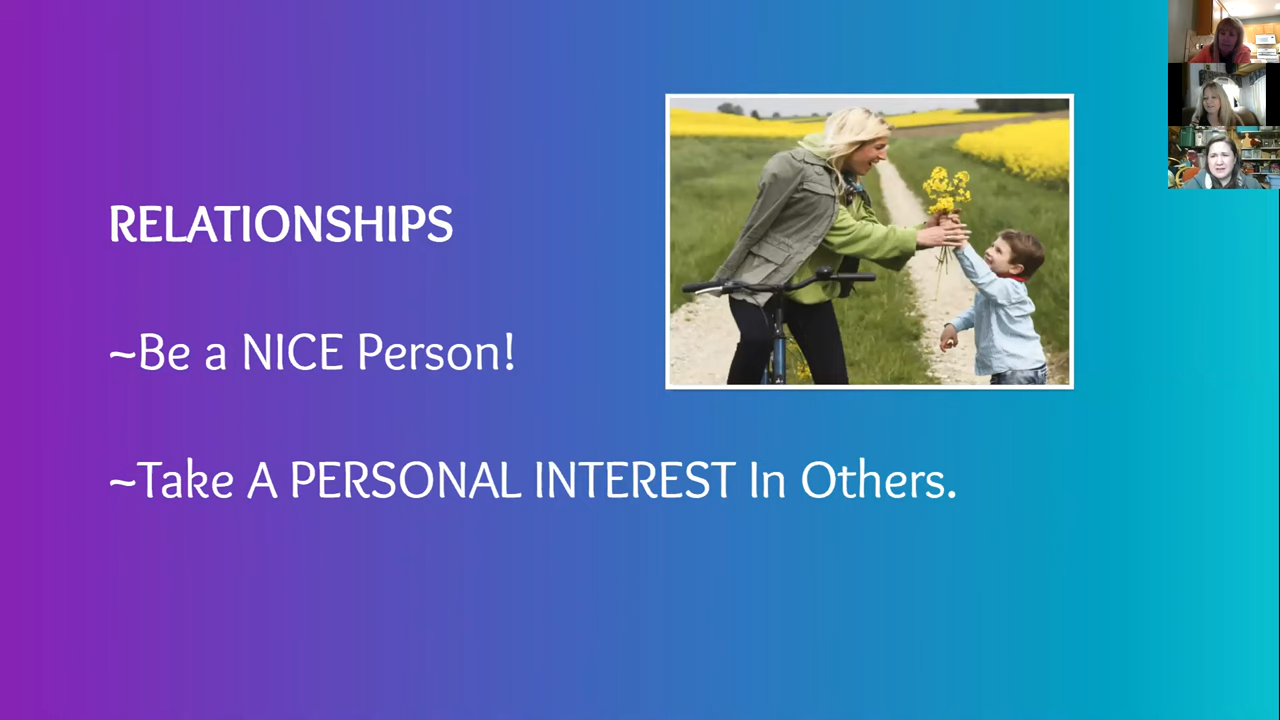 RELATIONSHIPS
~Be a NICE Person!
~Take A PERSONAL INTEREST In Others.